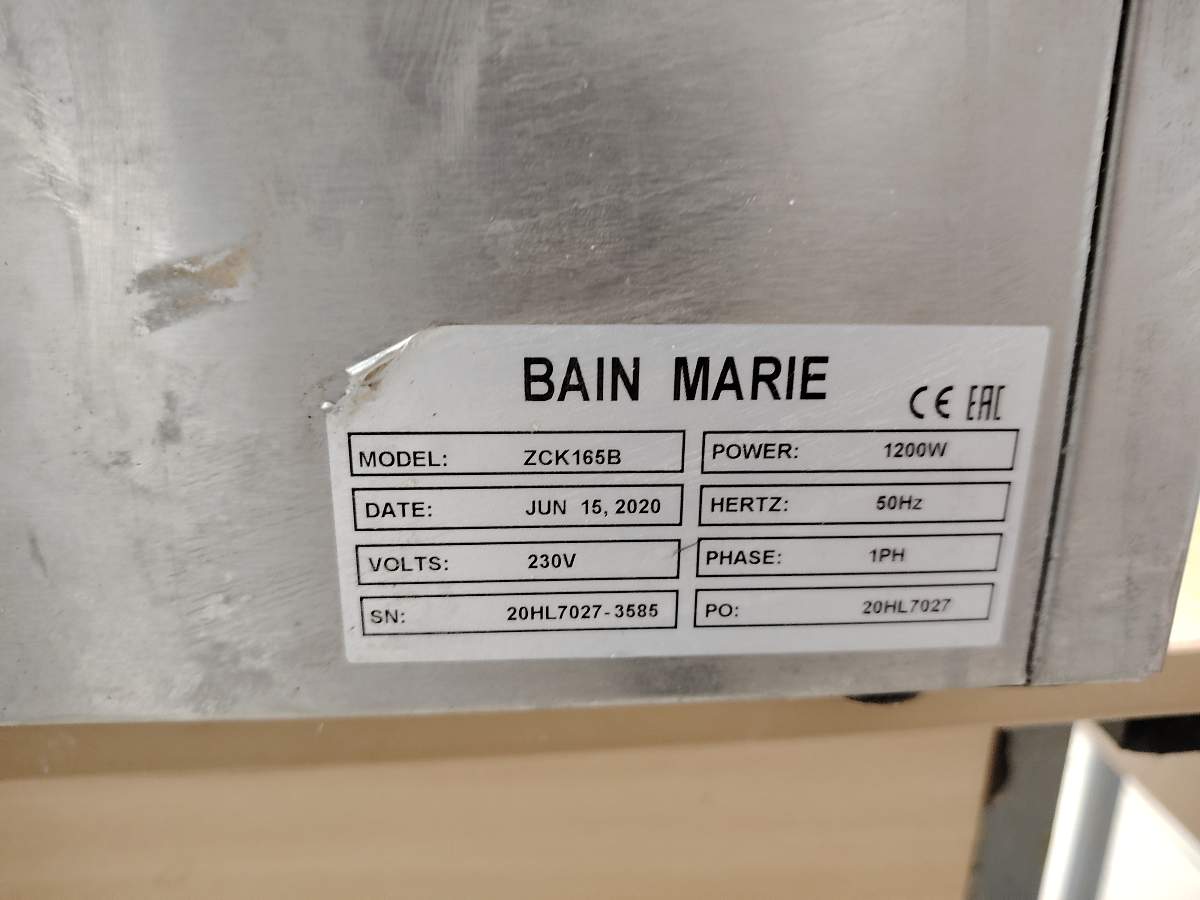 BAIN MARIE
CE EAC
MODEL: ZCK165B
POWER: 1200W
DATE: JUN 15, 2020
HERTZ: 50Hz
VOLTS: 230V
PHASE: 1PH
SN: 20HL7027-3585
PO: 20HL7027